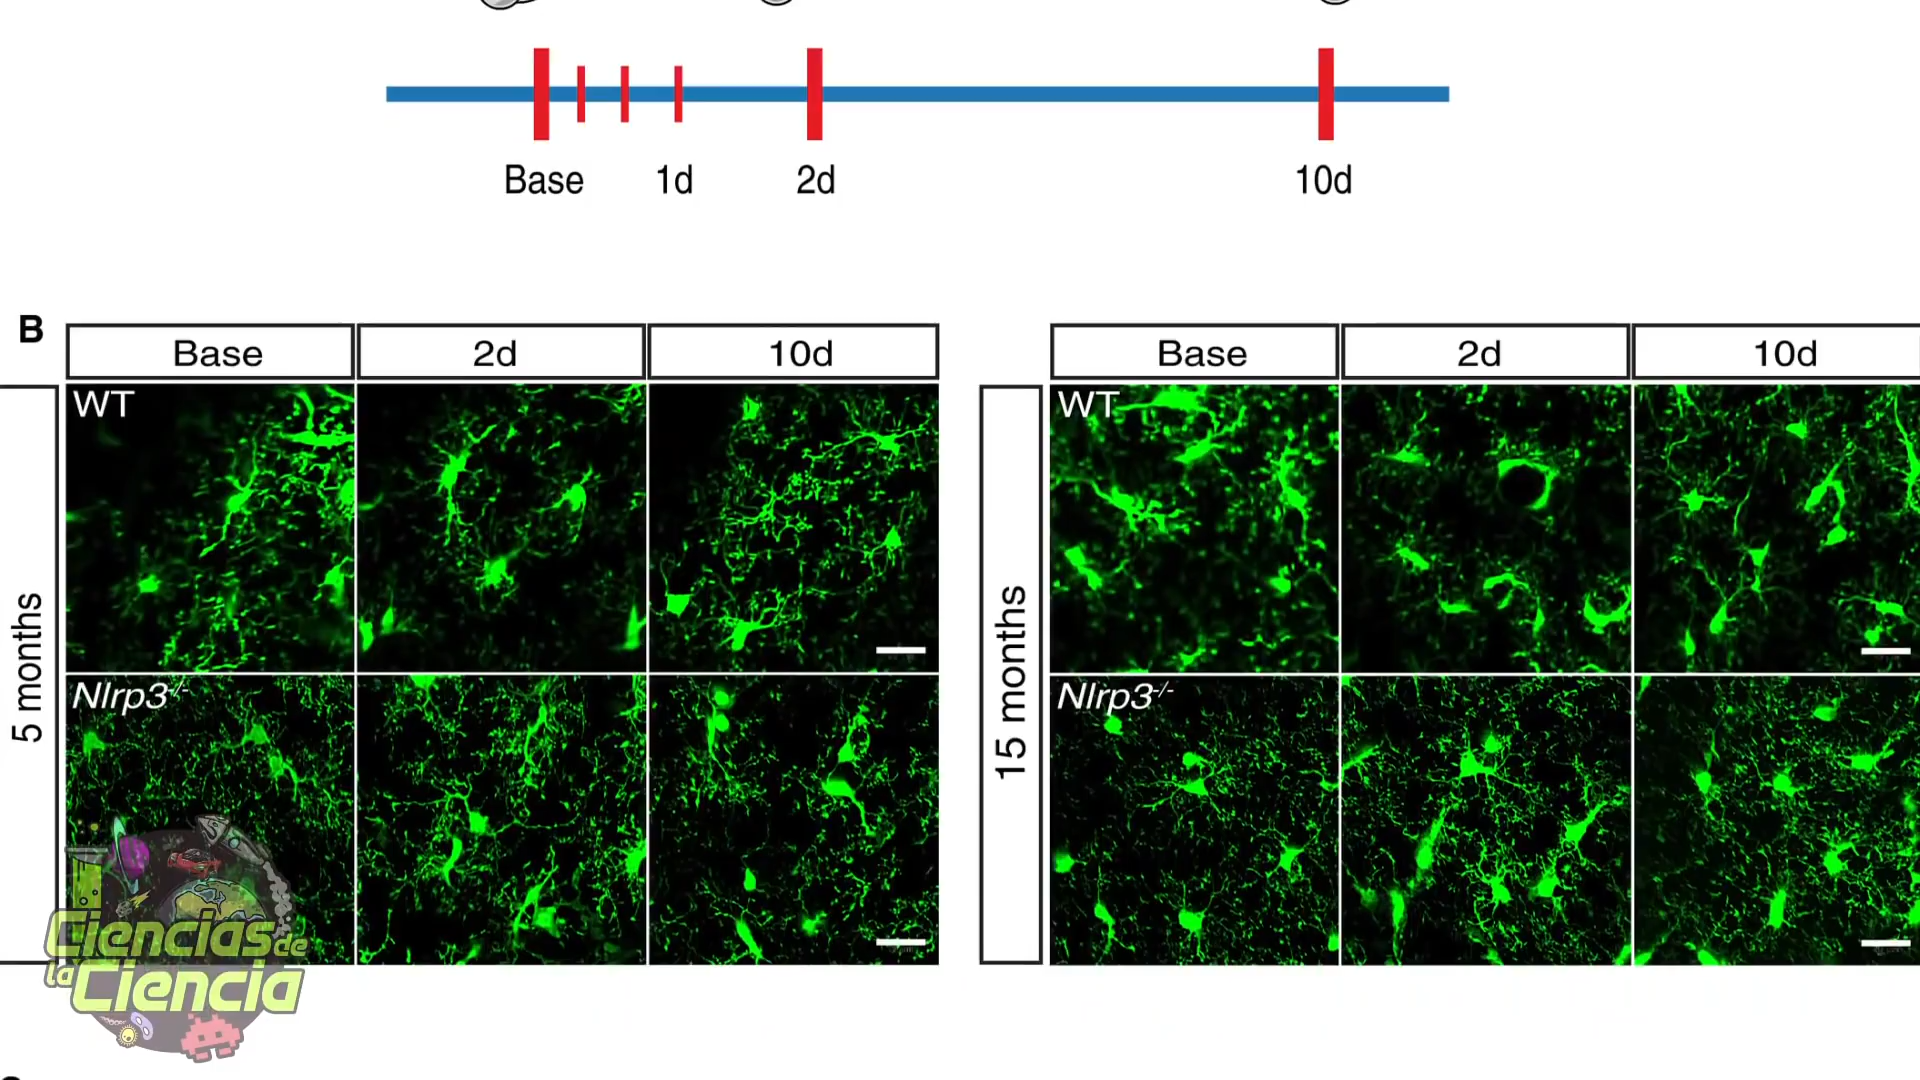 Base 1d 2d 10d
B
Base 2d 10d Base 2d 10d
WT WT
5 months
15 months
Nlrp3-/- Nlrp3-/-
Ciencias de
la Ciencia